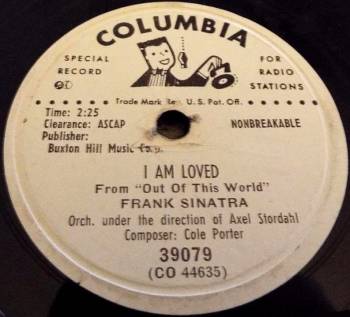 COLUMBIA
SPECIAL RECORD
FOR RADIO STATIONS
Trade Mark Reg. U.S. Pat. Off.
Time: 2:25
Clearance: ASCAP
NONBREAKABLE
Publisher:
Buxton Hill Music
I AM LOVED
From "Out Of This World"
FRANK SINATRA
Orch. under the direction of Axel Stordahl
Composer: Cole Porter
39079
(CO 44635)